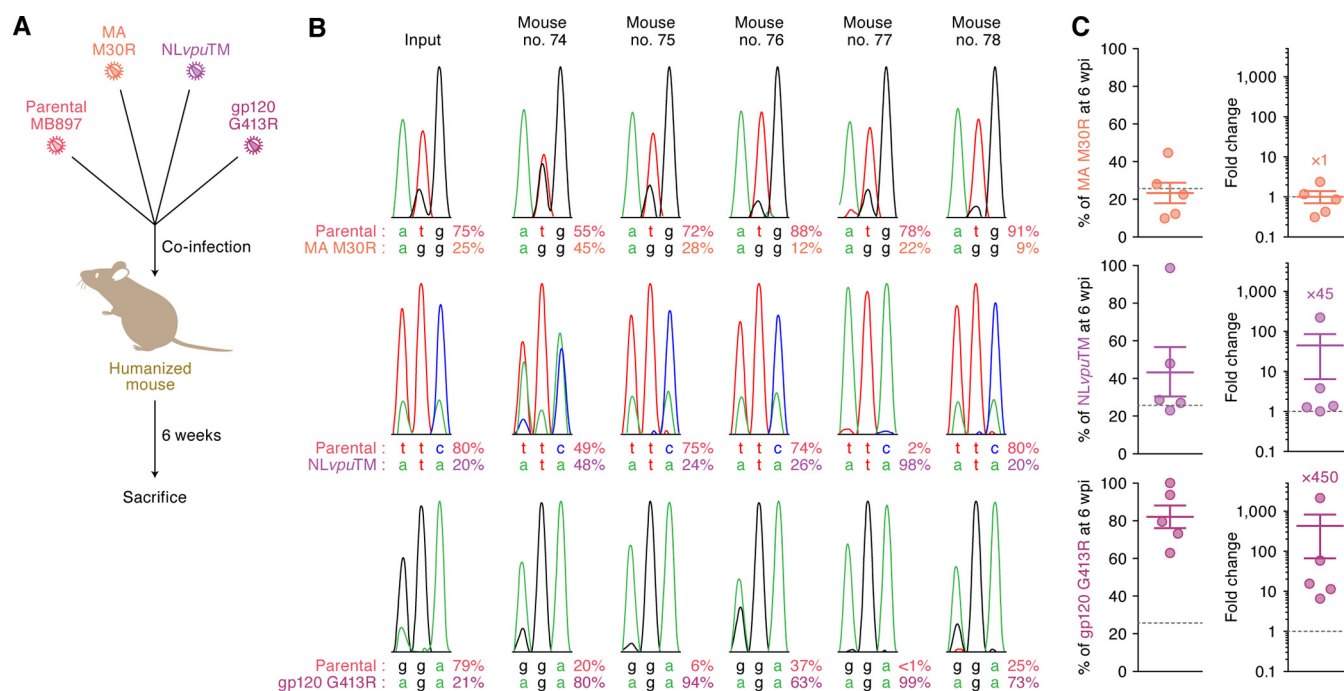 A
MA
M30R
NLvpuTM
Parental
MB897
gp120
G413R
Co-infection
Humanized
mouse
6 weeks
Sacrifice
B
Input
Mouse
no. 74
Mouse
no. 75
Mouse
no. 76
Mouse
no. 77
Mouse
no. 78
Parental : a t g 75% a t g 55% a t g 72% a t g 88% a t g 78% a t g 91%
MA M30R : a g g 25% a g g 45% a g g 28% a g g 12% a g g 22% a g g 9%
Parental : t t c 80% t t c 49% t t c 75% t t c 74% t t c 2% t t c 80%
NLvpuTM : a t a 20% a t a 48% a t a 24% a t a 26% a t a 98% a t a 20%
Parental : g g a 79% g g a 20% g g a 6% g g a 37% g g a <1% g g a 25%
gp120 G413R : a g a 21% a g a 80% a g a 94% a g a 63% a g a 99% a g a 73%
C
% of MA M30R at 6 wpi
100
80
60
40
20
0
Fold change
1,000
100
10
1
0.1
×1
% of NLvpuTM at 6 wpi
100
80
60
40
20
0
Fold change
1,000
100
10
1
0.1
×45
% of gp120 G413R at 6 wpi
100
80
60
40
20
0
Fold change
1,000
100
10
1
0.1
×450